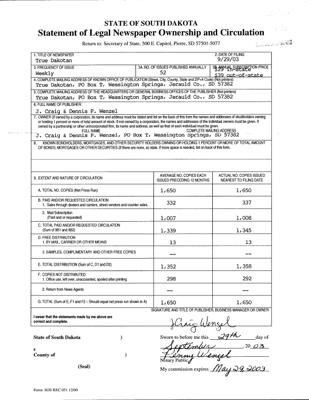 STATE OF SOUTH DAKOTA
Statement of Legal Newspaper Ownership and Circulation
Return to: Secretary of State, 500 E. Capitol, Pierre, SD 57501-5077
1. TITLE OF NEWSPAPER
True Dakotan
2. DATE OF FILING
9/29/03
3. FREQUENCY OF ISSUE
Weekly
3A. NO. OF ISSUES PUBLISHED ANNUALLY
52
3B. ANNUAL SUBSCRIPTION PRICE
$29 in-state
$39 out-of-state
4. COMPLETE MAILING ADDRESS OF KNOWN OFFICE OF PUBLICATION (Street, City, County, State and ZIP+4 Code) (Not printers)
True Dakotan, PO Box T, Wessington Springs, Jerauld Co., SD 57382
5. COMPLETE MAILING ADDRESS OF THE HEADQUARTERS OR GENERAL BUSINESS OFFICES OF THE PUBLISHER (Not printers)
True Dakotan, PO Box T, Wessington Springs, Jerauld Co., SD 57382
6. FULL NAME OF PUBLISHER:
J. Craig & Dennis P. Wenzel
7. OWNER (If owned by a corporation, its name and address must be stated and list on the back of this form the names and addresses of stockholders owning
or holding 1 percent or more of total amount of stock. If not owned by a corporation, the names and addresses of the individual owners must be given. If
owned by a partnership or other unincorporated firm, its name and address, as well as that of each individual must be given.)
FULL NAME COMPLETE MAILING ADDRESS
J. Craig & Dennis P. Wenzel, PO Box T, Wessington Springs, SD 57382
8. KNOWN BONDHOLDERS, MORTGAGES, AND OTHER SECURITY HOLDERS OWNING OR HOLDING 1 PERCENT OR MORE OF TOTAL AMOUNT
OF BONDS, MORTGAGES OR OTHER SECURITIES (If there are none, so state. If more space is needed, list on back of this form.
9. EXTENT AND NATURE OF CIRCULATION
AVERAGE NO. COPIES EACH
ISSUED PRECEDING 12 MONTHS
ACTUAL NO. COPIES ISSUED
NEAREST TO FILING DATE
A. TOTAL NO. COPIES (Net Press Run) 1,650 1,650
B. PAID AND/OR REQUESTED CIRCULATION
1. Sales through dealers and carriers, street vendors and counter sales. 332 337
2. Mail Subscription
(Paid and or requested) 1,007 1,008
C. TOTAL PAID AND/OR REQUESTED CIRCULATION
(Sum of 9B1 and 9B2) 1,339 1,345
D. FREE DISTRIBUTION
1. BY MAIL, CARRIER OR OTHER MEANS 13 13
2. SAMPLES, COMPLIMENTARY AND OTHER FREE COPIES -- --
E. TOTAL DISTRIBUTION (Sum of C, D1 and D2) 1,352 1,358
F. COPIES NOT DISTRIBUTED
1. Office use, left over, unaccounted, spoiled after printing 298 292
2. Return from News Agents -- --
G. TOTAL (Sum of E, F1 and F2 - Should equal net press run shown in A) 1,650 1,650
I swear that the statements made by me above are
correct and complete.
SIGNATURE AND TITLE OF PUBLISHER, BUSINESS MANAGER OR OWNER
J Craig Wenzel
State of South Dakota )
Sworn to before me this 29th day of
September, 2003
County of )
Penny Wenzel
Notary Public
(Seal)
My commission expires May 29 2003
Form: SOS REC 051 12/00